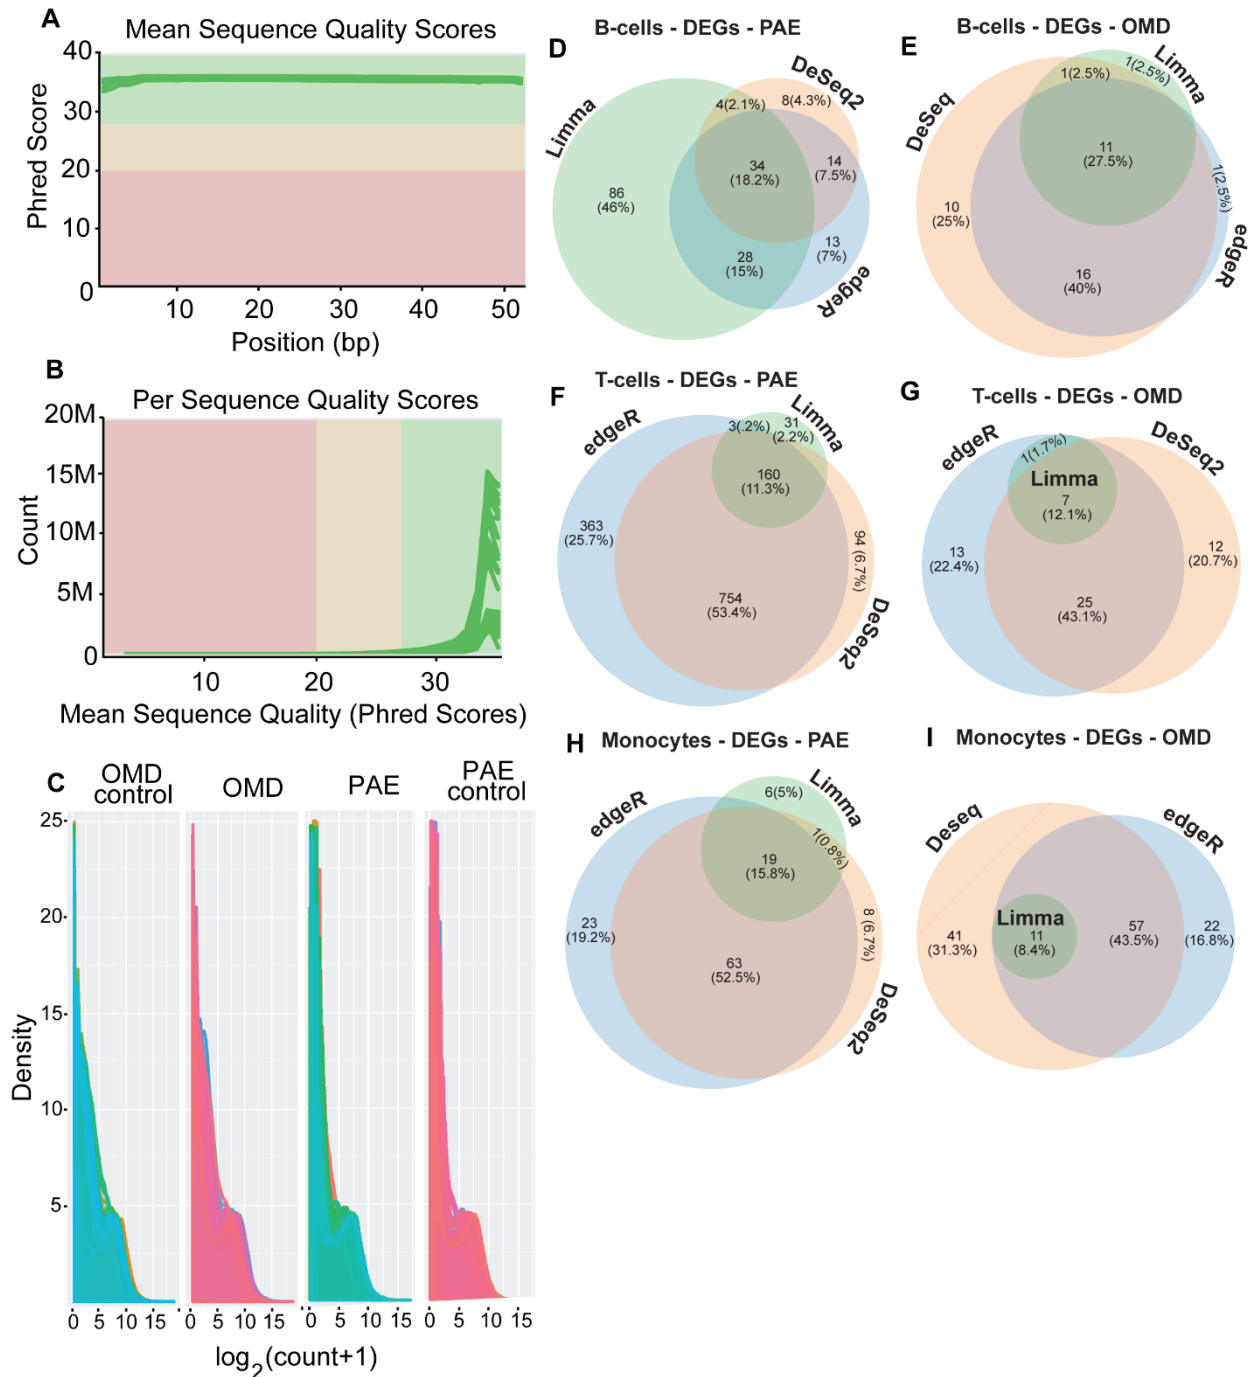 A
Mean Sequence Quality Scores
40
30
20
10
0
Phred Score
10
20
30
40
50
Position (bp)
B
Per Sequence Quality Scores
20M
15M
10M
5M
0
Count
10
20
30
Mean Sequence Quality (Phred Scores)
C
OMD
control
OMD
PAE
PAE
control
25
20
15
10
5
Density
0
5
10
15
0
5
10
15
0
5
10
15
0
5
10
15
log2(count+1)
D
B-cells - DEGs - PAE
Limma
DeSeq2
edgeR
4(2.1%)
8(4.3%)
34
(18.2%)
14
(7.5%)
86
(46%)
28
(15%)
13
(7%)
E
B-cells - DEGs - OMD
DeSeq
Limma
edgeR
1(2.5%)
1(2.5%)
11
(27.5%)
1(2.5%)
10
(25%)
16
(40%)
F
T-cells - DEGs - PAE
edgeR
Limma
DeSeq2
3(.2%)
31
(2.2%)
160
(11.3%)
363
(25.7%)
94 (6.7%)
754
(53.4%)
G
T-cells - DEGs - OMD
edgeR
DeSeq2
1(1.7%)
Limma
7
(12.1%)
13
(22.4%)
12
(20.7%)
25
(43.1%)
H
Monocytes - DEGs - PAE
edgeR
Limma
DeSeq2
6(5%)
1(0.8%)
19
(15.8%)
23
(19.2%)
8 (6.7%)
63
(52.5%)
I
Monocytes - DEGs - OMD
Deseq
edgeR
Limma
11
(8.4%)
41
(31.3%)
57
(43.5%)
22
(16.8%)